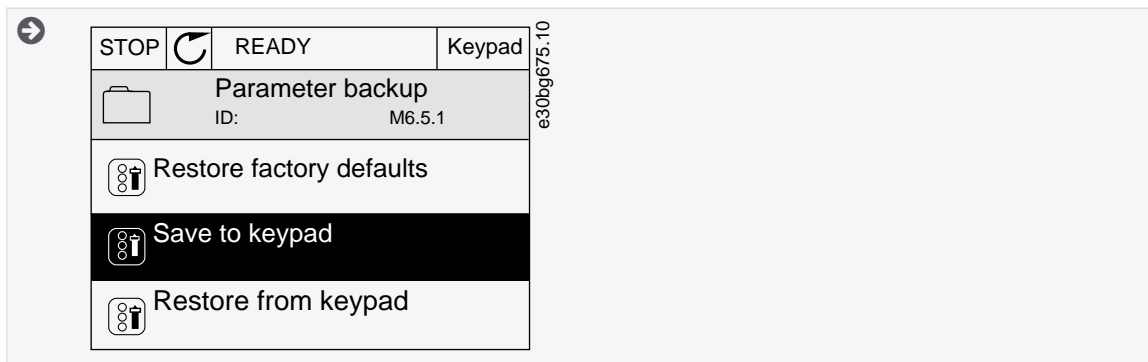 STOP READY Keypad
Parameter backup
ID: M6.5.1
Restore factory defaults
Save to keypad
Restore from keypad
e30bg675.10